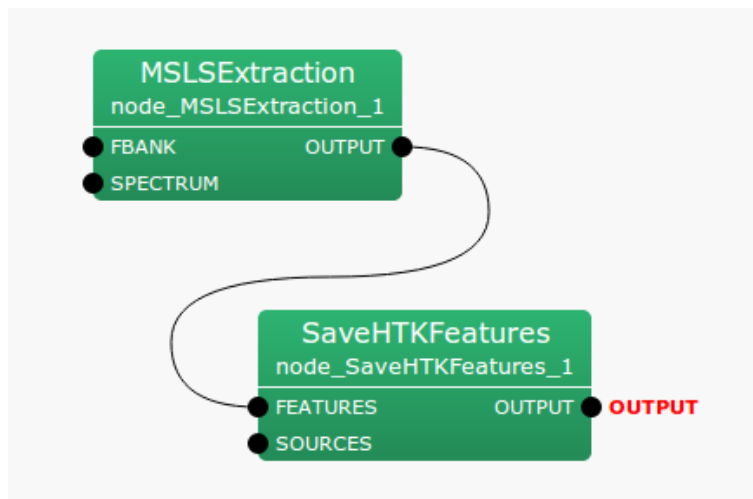 MSLSExtraction
node_MSLSExtraction_1
FBANK OUTPUT
SPECTRUM
SaveHTKFeatures
node_SaveHTKFeatures_1
FEATURES OUTPUT OUTPUT
SOURCES